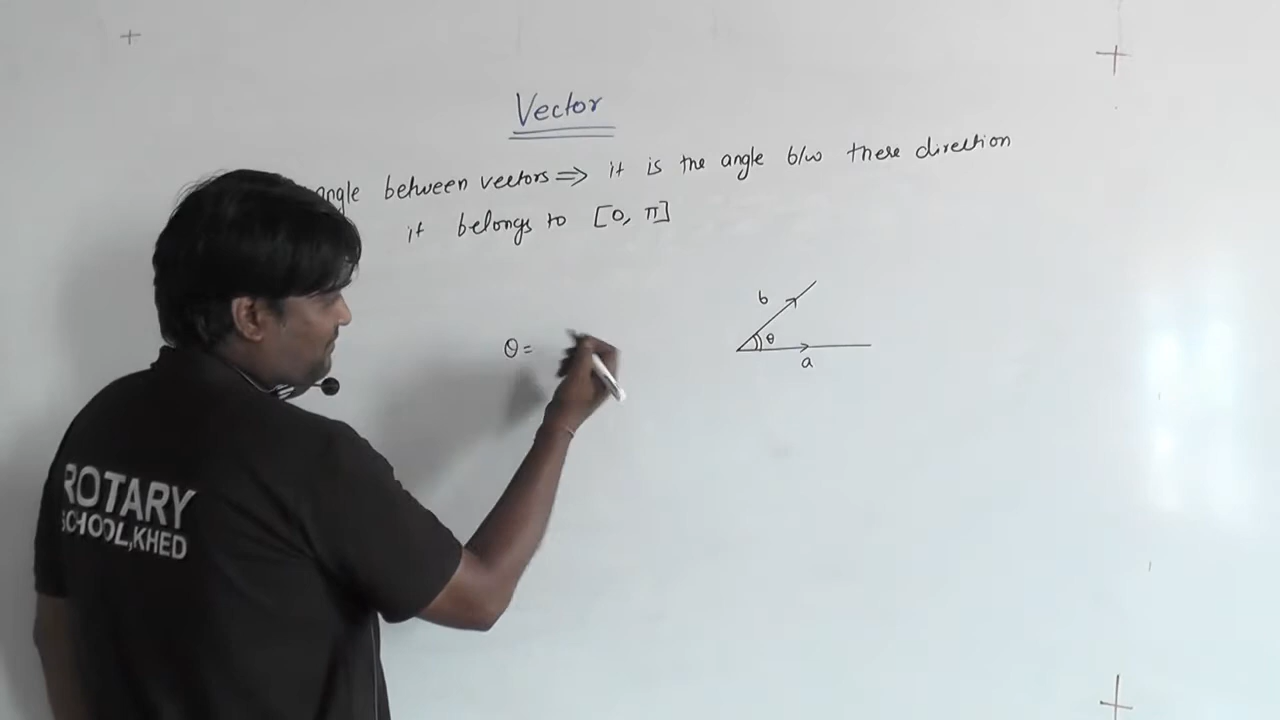 Vector
angle between vectors ⇒ it is the angle b/w there direction
it belongs to [0, π]
b
θ
θ =
a
ROTARY
SCHOOL,KHED